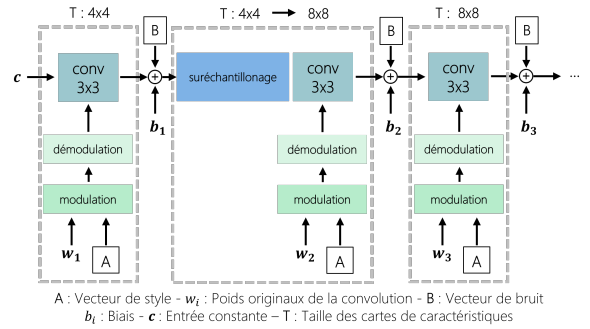 T : 4x4
T : 4x4 → 8x8
T : 8x8
B
B
B
c
conv 3x3
suréchantillonage
conv 3x3
conv 3x3
...
b1
b2
b3
démodulation
démodulation
démodulation
modulation
modulation
modulation
w1
A
w2
A
w3
A
A : Vecteur de style - wi : Poids originaux de la convolution - B : Vecteur de bruit
bi : Biais - c : Entrée constante – T : Taille des cartes de caractéristiques